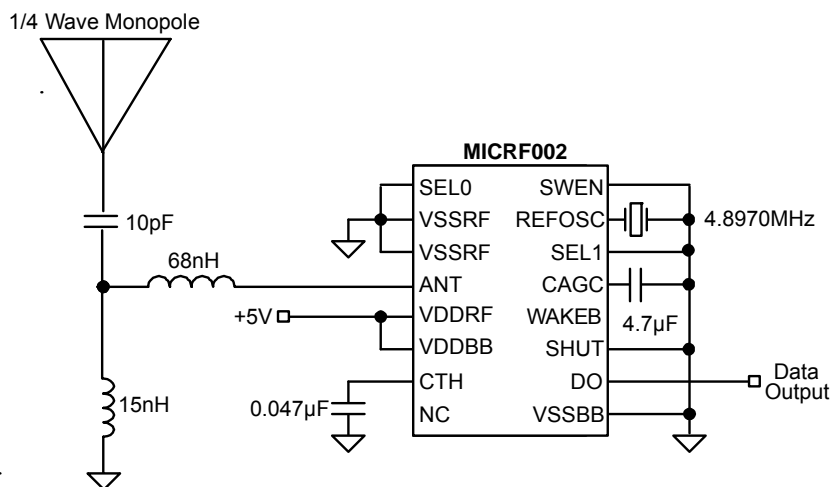 1/4 Wave Monopole
MICRF002
SEL0
SWEN
10pF
VSSRF
REFOSC
4.8970MHz
VSSRF
SEL1
68nH
ANT
CAGC
+5V
VDDRF
WAKEB
4.7µF
VDDBB
SHUT
15nH
0.047µF
CTH
DO
Data
Output
NC
VSSBB